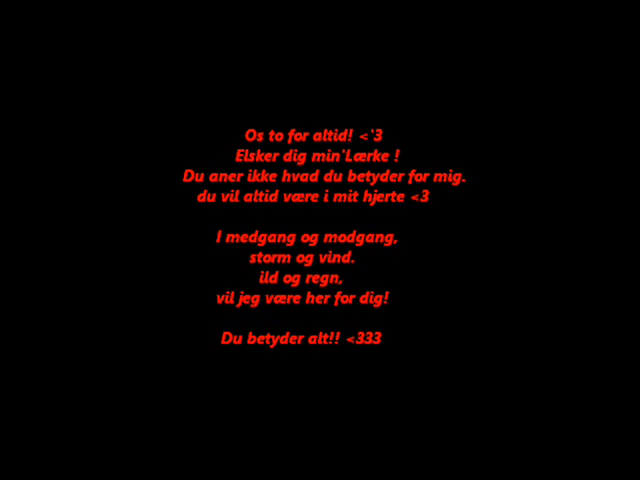 Os to for altid! <'3
Elsker dig min'Lærke !
Du aner ikke hvad du betyder for mig.
du vil altid være i mit hjerte <3
I medgang og modgang,
storm og vind.
ild og regn,
vil jeg være her for dig!
Du betyder alt!! <333